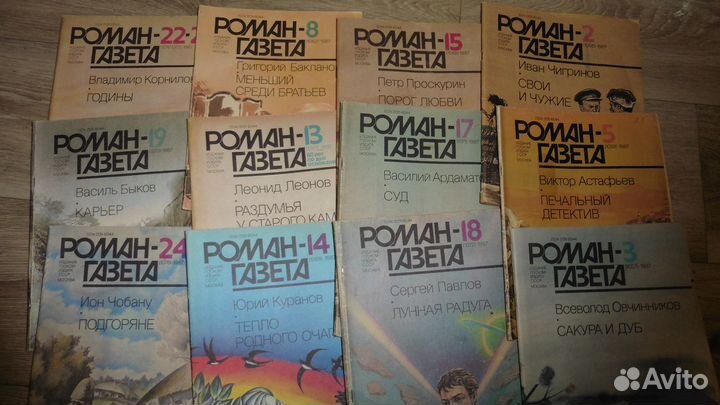 РОМАН-22-2
ГАЗЕТА
Владимир Корнилов
ГОДИНЫ
РОМАН-8
ГАЗЕТА
Григорий Бакланов
МЕНЬШИЙ
СРЕДИ БРАТЬЕВ
РОМАН-15
ГАЗЕТА
Петр Проскурин
ПОРОГ ЛЮБВИ
РОМАН-2
ГАЗЕТА
Иван Чигринов
СВОИ
И ЧУЖИЕ
РОМАН-19
ГАЗЕТА
Василь Быков
КАРЬЕР
РОМАН-13
ГАЗЕТА
Леонид Леонов
РАЗДУМЬЯ
У СТАРОГО КАМ
РОМАН-17
ГАЗЕТА
Василий Ардамато
СУД
РОМАН-5
ГАЗЕТА
Виктор Астафьев
ПЕЧАЛЬНЫЙ
ДЕТЕКТИВ
РОМАН-24
ГАЗЕТА
Ион Чобану
ПОДГОРЯНЕ
РОМАН-14
ГАЗЕТА
Юрий Куранов
ТЕПЛО
РОДНОГО ОЧАГ
РОМАН-18
ГАЗЕТА
Сергей Павлов
ЛУННАЯ РАДУГА
РОМАН-3
ГАЗЕТА
Всеволод Овчинников
САКУРА И ДУБ
Avito